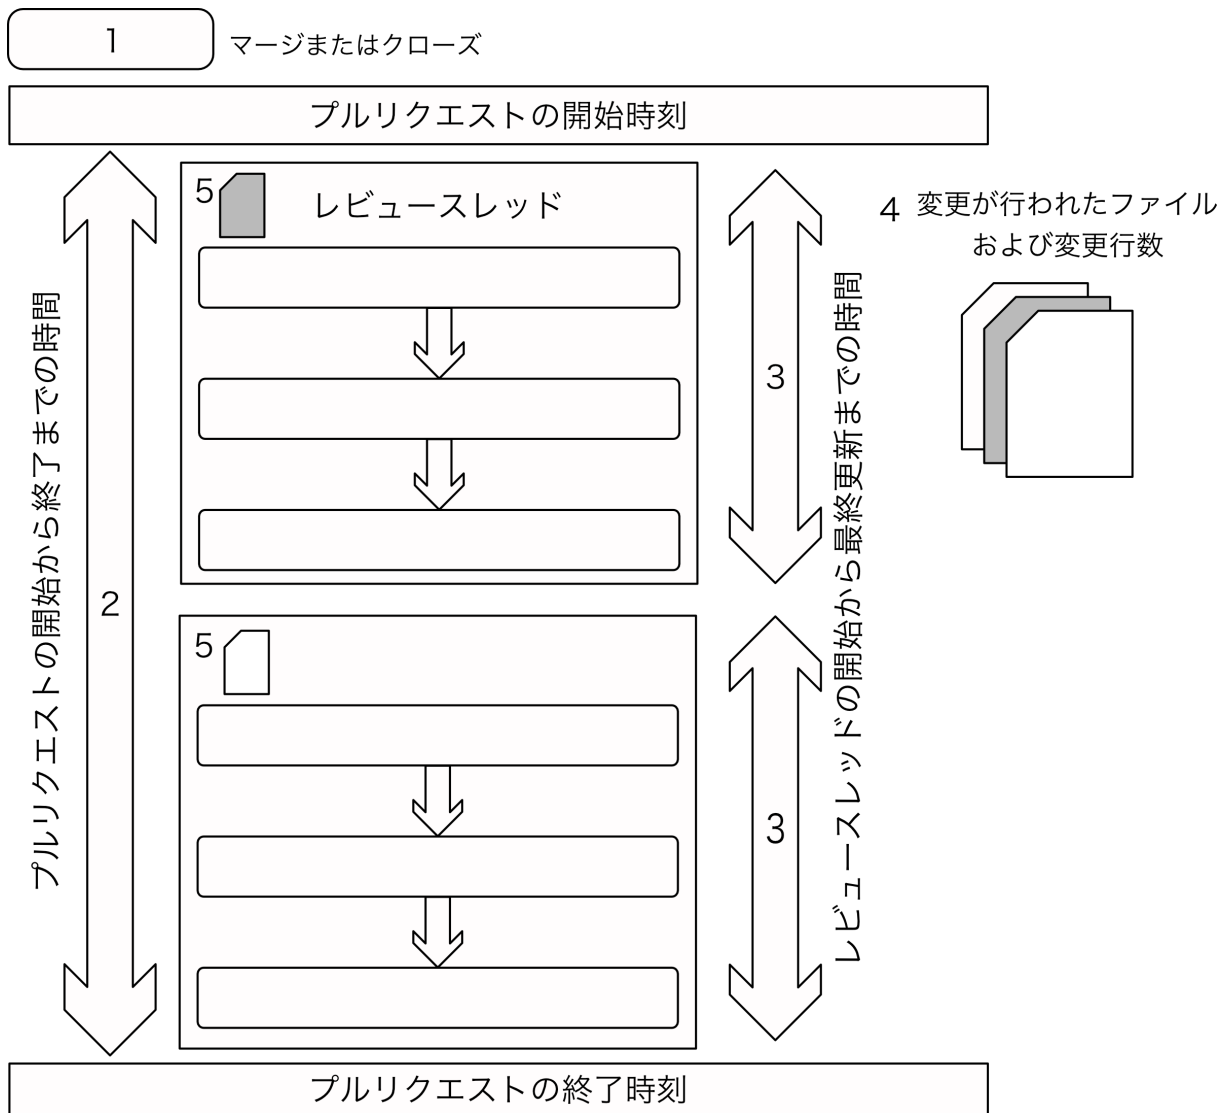 1
マージまたはクローズ
プルリクエストの開始時刻
プルリクエストの開始から終了までの時間
2
5
レビュースレッド
3
レビュースレッドの開始から最終更新までの時間
4 変更が行われたファイル
および変更行数
5
3
プルリクエストの終了時刻